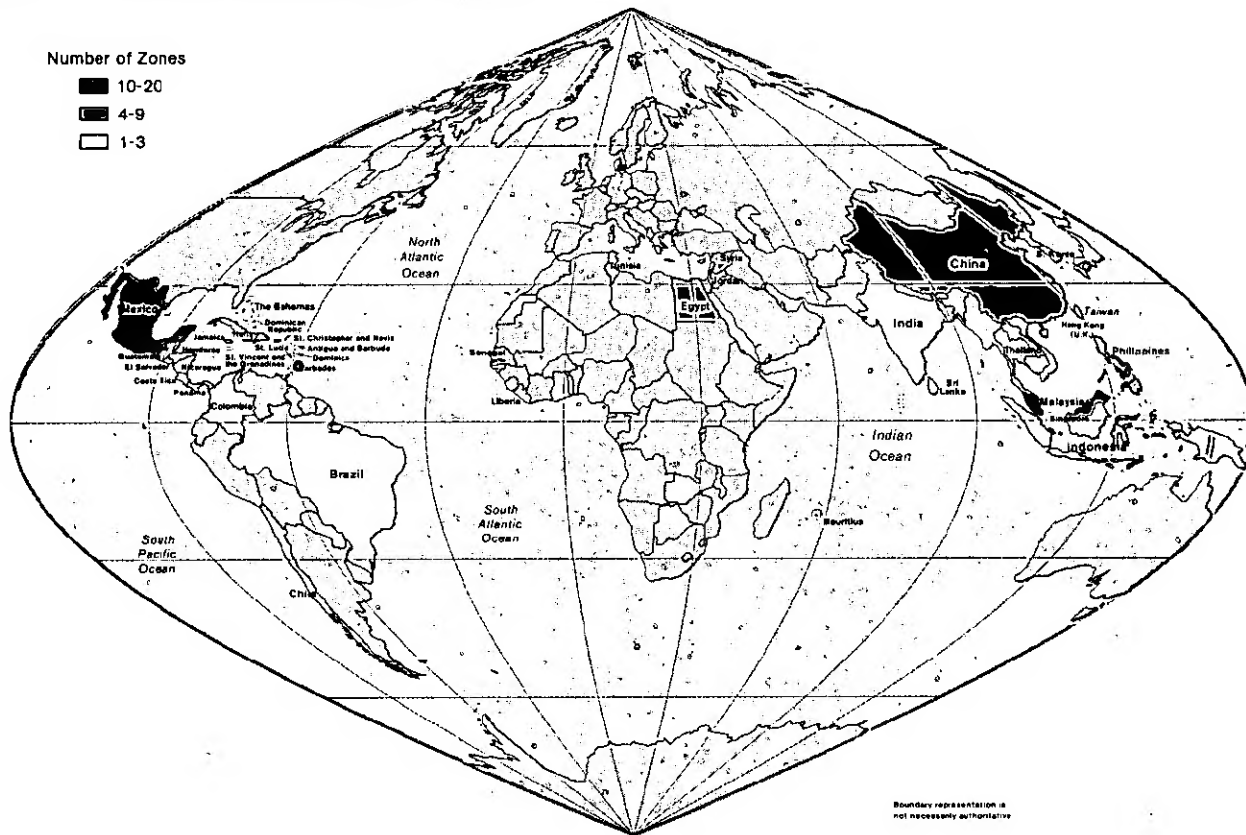 Number of Zones
10-20
4-9
1-3
North
Atlantic
Ocean
Tunisia
Syria
Jordan
Egypt
China
S. Korea
Taiwan
Hong Kong
(U.K.)
Mexico
The Bahamas
Dominican
Republic
Jamaica
Haiti
St. Christopher and Nevis
St. Lucia
Antigua and Barbuda
Guatemala
Honduras
St. Vincent and
the Grenadines
Dominica
El Salvador
Nicaragua
Barbados
Costa Rica
Panama
Colombia
Senegal
Liberia
India
Sri
Lanka
Thailand
Philippines
Malaysia
Singapore
Indonesia
Indian
Ocean
Brazil
South
Atlantic
Ocean
Mauritius
South
Pacific
Ocean
Chile
Boundary representation is
not necessarily authoritative